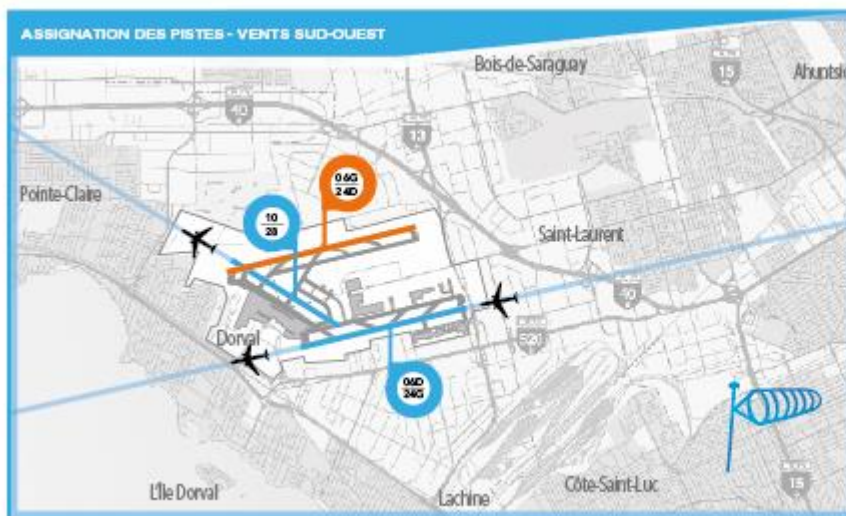 ASSIGNATION DES PISTES - VENTS SUD-OUEST
Bois-de-Saraguay
15
Ahuntsic
40
13
Pointe-Claire
06G
24D
10
28
Saint-Laurent
40
Dorval
520
06D
24G
L'Île Dorval
Lachine
Côte-Saint-Luc
15